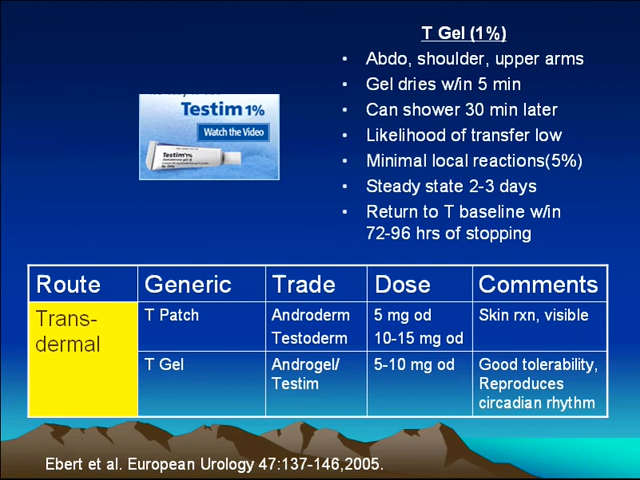 T Gel (1%)
• Abdo, shoulder, upper arms
• Gel dries w/in 5 min
• Can shower 30 min later
• Likelihood of transfer low
• Minimal local reactions(5%)
• Steady state 2-3 days
• Return to T baseline w/in
72-96 hrs of stopping
Testim 1%
Watch the Video
Testim 1%
Route Generic Trade Dose Comments
Trans-
dermal
T Patch Androderm 5 mg od Skin rxn, visible
Testoderm 10-15 mg od
T Gel Androgel/ 5-10 mg od Good tolerability,
Testim Reproduces
circadian rhythm
Ebert et al. European Urology 47:137-146,2005.